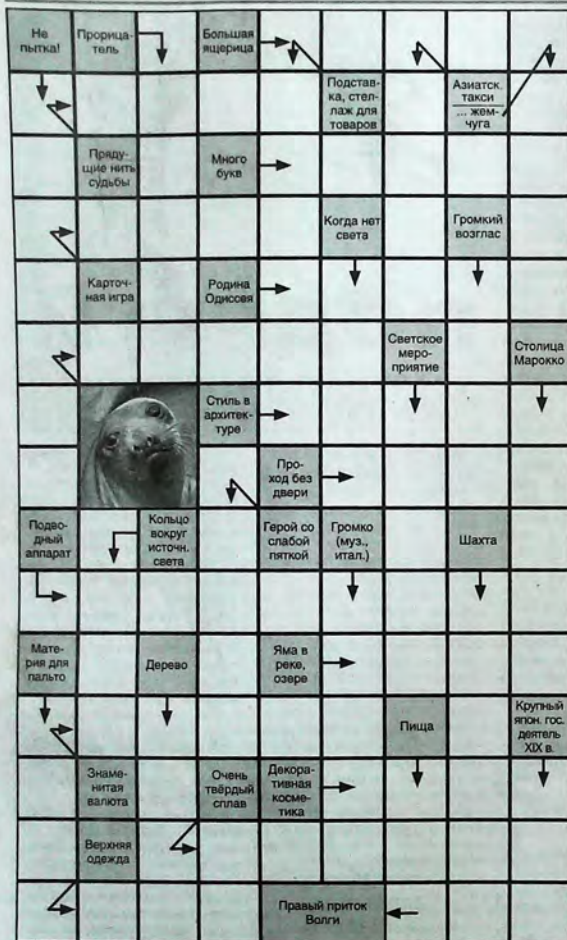 Не
пытка!
Прорица-
тель
Большая
ящерица
Подстав-
ка, стел-
лаж для
товаров
Азиатск.
такси
... жем-
чуга
Пряду-
щие нить
судьбы
Много
букв
Когда нет
света
Громкий
возглас
Карточ-
ная игра
Родина
Одиссея
Светское
меро-
приятие
Столица
Марокко
Стиль в
архитек-
туре
Про-
ход без
двери
Подвод-
ный
аппарат
Кольцо
вокруг
источн.
света
Герой со
слабой
пяткой
Громко
(муз.,
итал.)
Шахта
Мате-
рия для
пальто
Дерево
Яма в
реке,
озере
Пища
Крупный
япон. гос.
деятель
XIX в.
Знаме-
нитая
валюта
Очень
твёрдый
сплав
Декора-
тивная
косме-
тика
Верхняя
одежда
Правый приток
Волги